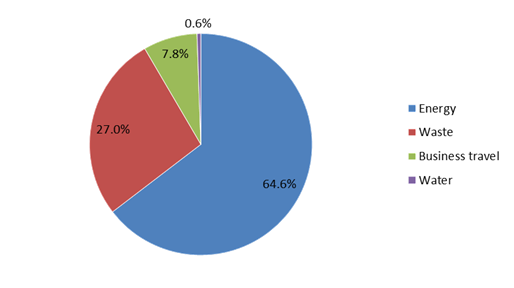 0.6%
7.8%
27.0%
64.6%
Energy
Waste
Business travel
Water